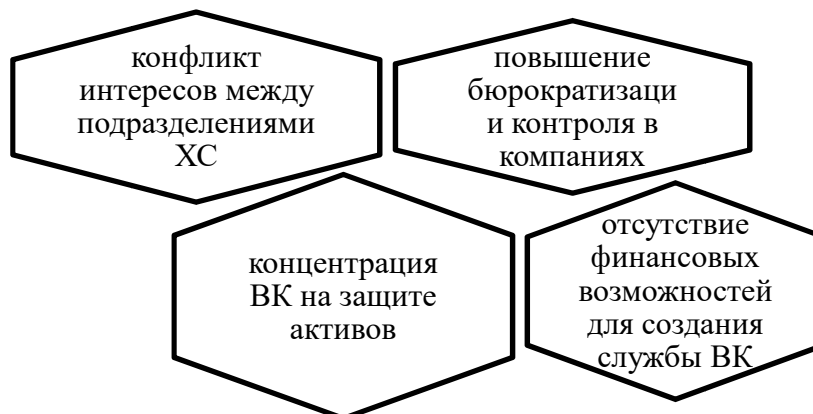 конфликт
интересов между
подразделениями
ХС
повышение
бюрократизаци
и контроля в
компаниях
концентрация
ВК на защите
активов
отсутствие
финансовых
возможностей
для создания
службы ВК